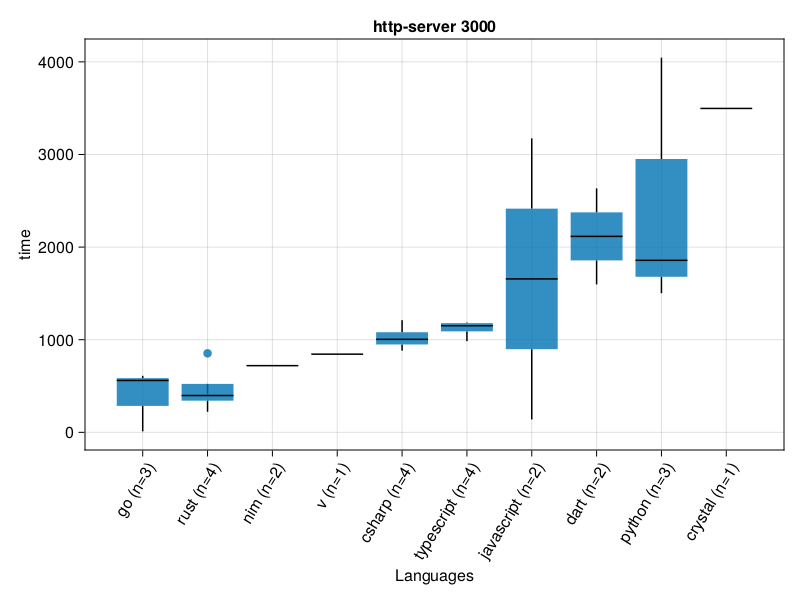 http-server 3000
time
4000
3000
2000
1000
0
go (n=3)
rust (n=4)
nim (n=2)
v (n=1)
csharp (n=4)
typescript (n=4)
javascript (n=2)
dart (n=2)
python (n=3)
crystal (n=1)
Languages